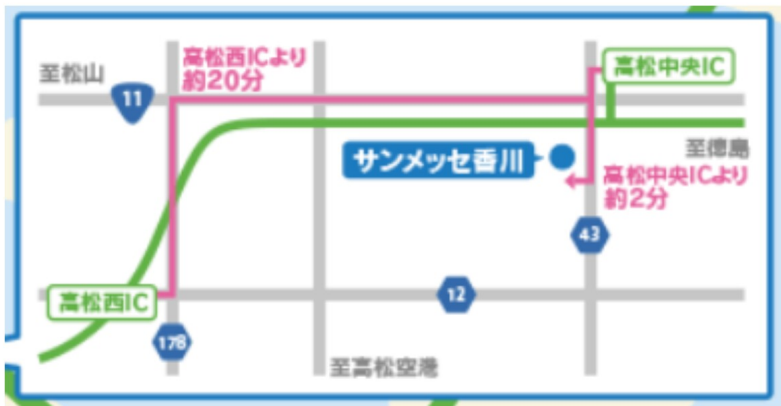 高松西ICより
約20分
高松中央IC
至松山
11
サンメッセ香川
至徳島
高松中央ICより
約2分
43
高松西IC
12
178
至高松空港